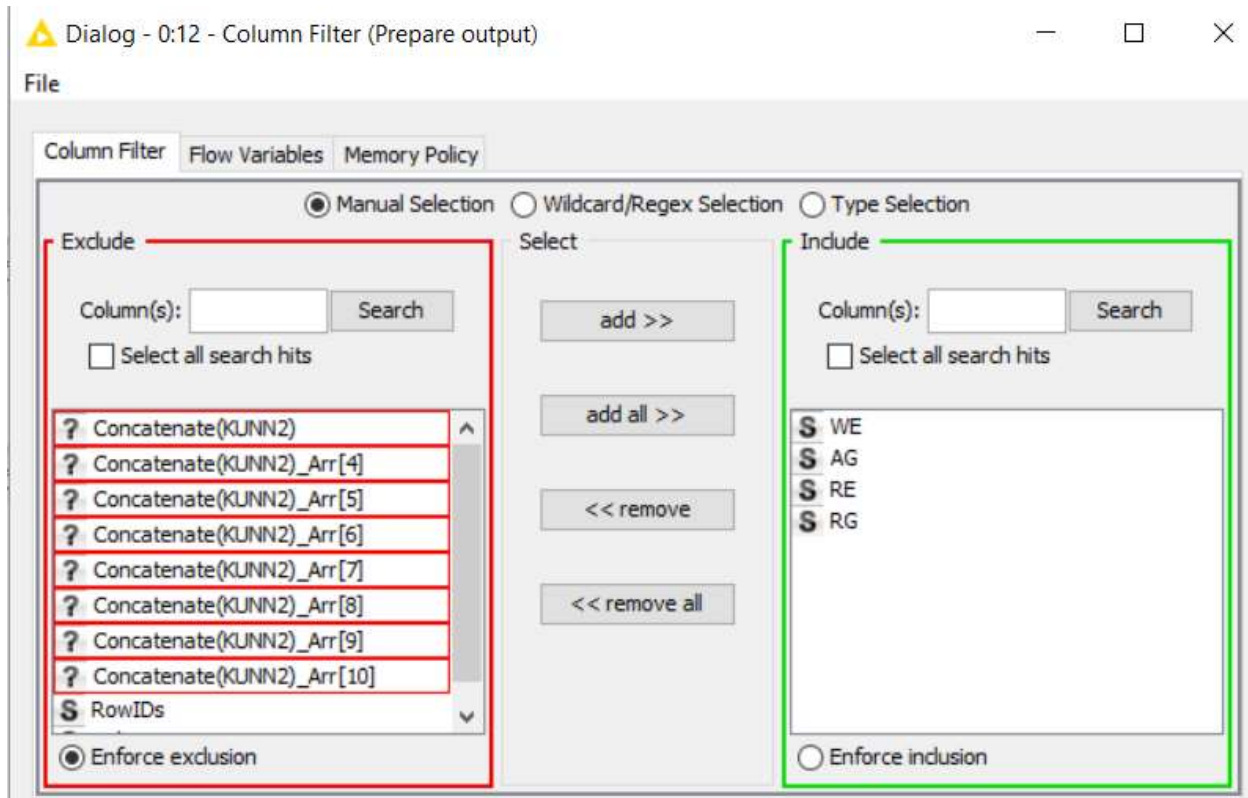 Dialog - 0:12 - Column Filter (Prepare output)
File
Column Filter Flow Variables Memory Policy
Manual Selection Wildcard/Regex Selection Type Selection
Exclude Select Include
Column(s): Search
Select all search hits
Concatenate(KUNN2)
Concatenate(KUNN2)_Arr[4]
Concatenate(KUNN2)_Arr[5]
Concatenate(KUNN2)_Arr[6]
Concatenate(KUNN2)_Arr[7]
Concatenate(KUNN2)_Arr[8]
Concatenate(KUNN2)_Arr[9]
Concatenate(KUNN2)_Arr[10]
S RowIDs
Enforce exclusion
add >>
add all >>
<< remove
<< remove all
Column(s): Search
Select all search hits
S WE
S AG
S RE
S RG
Enforce inclusion